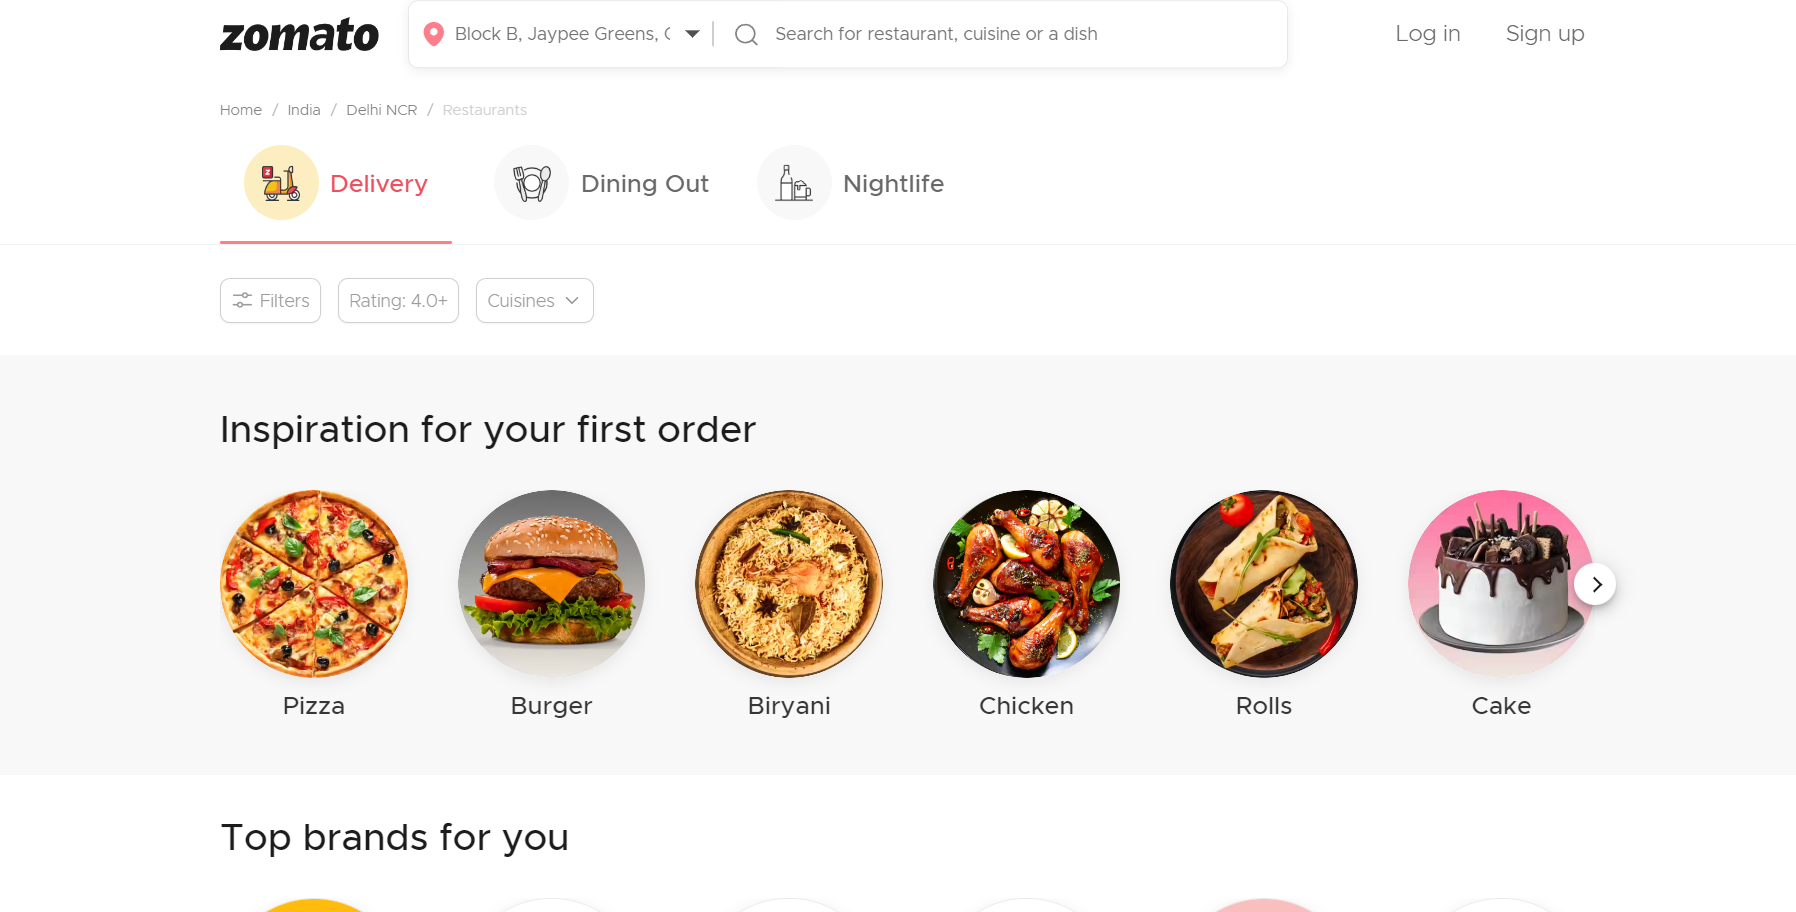 zomato
Block B, Jaypee Greens,
Search for restaurant, cuisine or a dish
Log in
Sign up
Home / India / Delhi NCR / Restaurants
Delivery
Dining Out
Nightlife
Filters
Rating: 4.0+
Cuisines
Inspiration for your first order
Pizza
Burger
Biryani
Chicken
Rolls
Cake
Top brands for you